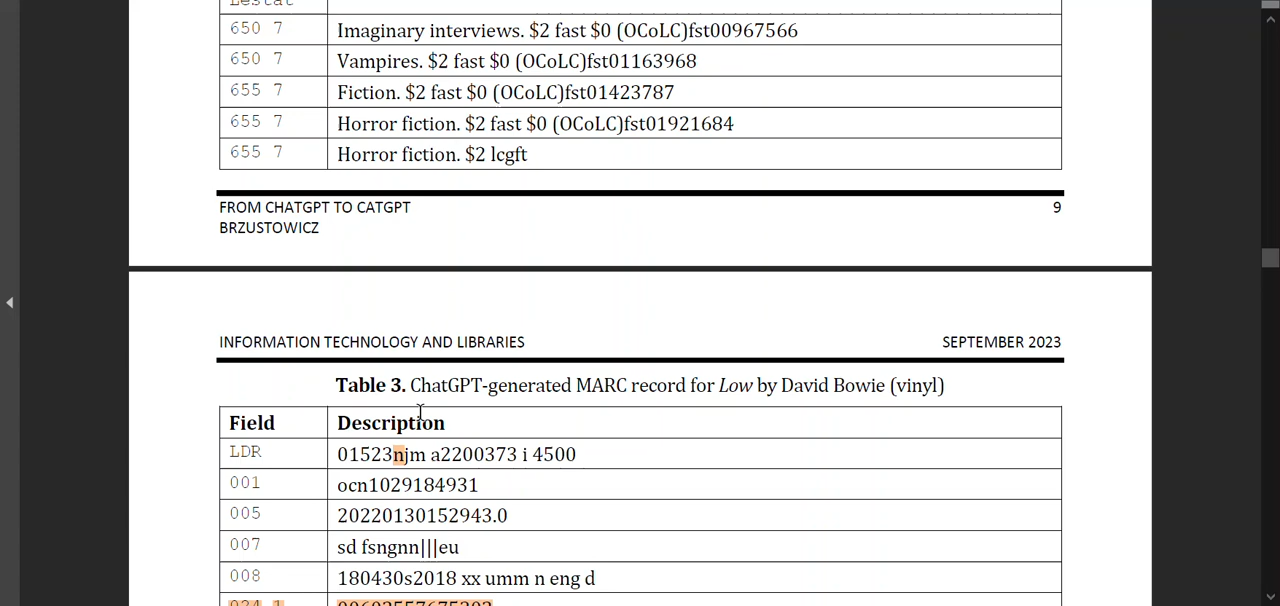 Lestat
650 7 Imaginary interviews. $2 fast $0 (OCoLC)fst00967566
650 7 Vampires. $2 fast $0 (OCoLC)fst01163968
655 7 Fiction. $2 fast $0 (OCoLC)fst01423787
655 7 Horror fiction. $2 fast $0 (OCoLC)fst01921684
655 7 Horror fiction. $2 lcgft
FROM CHATGPT TO CATGPT 9
BRZUSTOWICZ
INFORMATION TECHNOLOGY AND LIBRARIES SEPTEMBER 2023
Table 3. ChatGPT-generated MARC record for Low by David Bowie (vinyl)
Field Description
LDR 01523njm a2200373 i 4500
001 ocn1029184931
005 20220130152943.0
007 sd fsngnn|||eu
008 180430s2018 xx umm n eng d
024 1